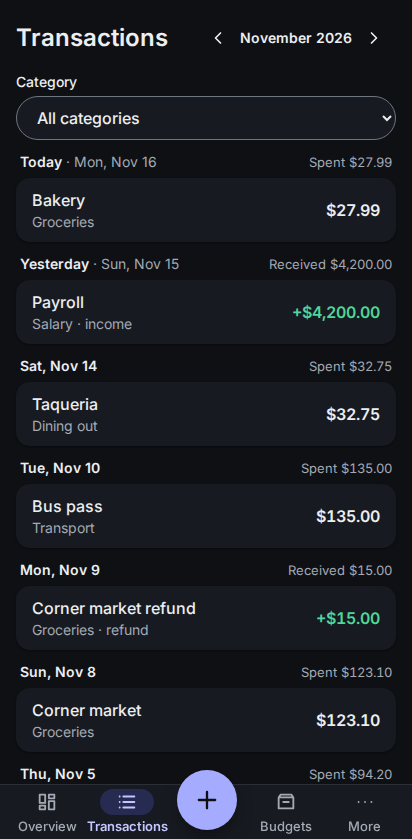 Transactions
November 2026
Category
All categories
Today · Mon, Nov 16 Spent $27.99
Bakery
Groceries
$27.99
Yesterday · Sun, Nov 15 Received $4,200.00
Payroll
Salary · income
+$4,200.00
Sat, Nov 14 Spent $32.75
Taqueria
Dining out
$32.75
Tue, Nov 10 Spent $135.00
Bus pass
Transport
$135.00
Mon, Nov 9 Received $15.00
Corner market refund
Groceries · refund
+$15.00
Sun, Nov 8 Spent $123.10
Corner market
Groceries
$123.10
Thu, Nov 5 Spent $94.20
Overview Transactions Budgets More